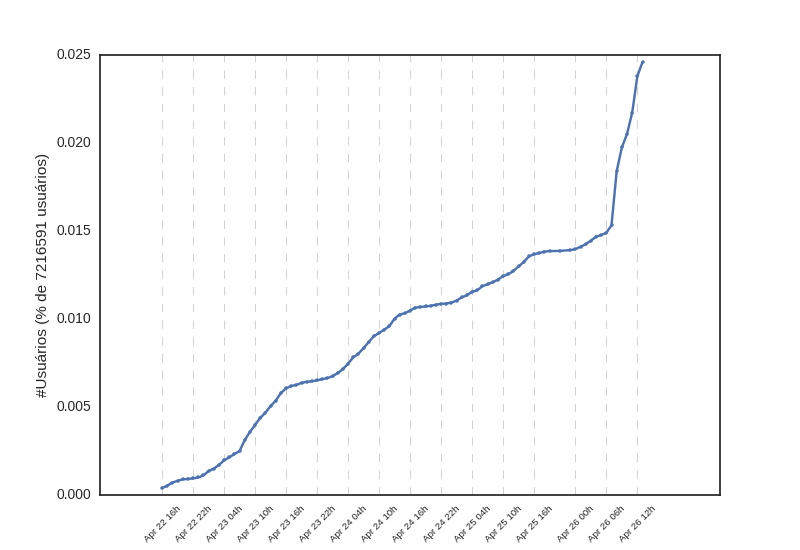 0.025
0.020
0.015
0.010
0.005
0.000
#Usuários (% de 7216591 usuários)
Apr 22 16h
Apr 22 22h
Apr 23 04h
Apr 23 10h
Apr 23 16h
Apr 23 22h
Apr 24 04h
Apr 24 10h
Apr 24 16h
Apr 24 22h
Apr 25 04h
Apr 25 10h
Apr 25 16h
Apr 26 00h
Apr 26 06h
Apr 26 12h